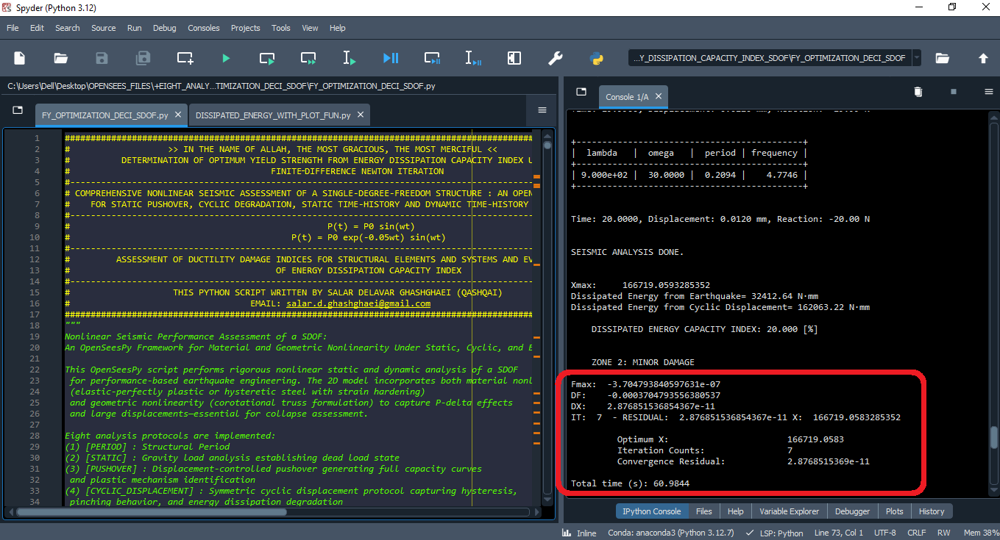 Spyder (Python 3.12)
File Edit Search Source Run Debug Consoles Projects Tools View Help
...Y_DISSIPATION_CAPACITY_INDEX_SDOF\FY_OPTIMIZATION_DECI_SDOF
C:\Users\Dell\Desktop\OPENSEES_FILES\+EIGHT_ANALY...TIMIZATION_DECI_SDOF\FY_OPTIMIZATION_DECI_SDOF.py
FY_OPTIMIZATION_DECI_SDOF.py DISSIPATED_ENERGY_WITH_PLOT_FUN.py
1 ##########################################################################################
2 # >> IN THE NAME OF ALLAH, THE MOST GRACIOUS, THE MOST MERCIFUL <<
3 # DETERMINATION OF OPTIMUM YIELD STRENGTH FROM ENERGY DISSIPATION CAPACITY INDEX U
4 # FINITE-DIFFERENCE NEWTON ITERATION
5 #-----------------------------------------------------------------------------------------
6 # COMPREHENSIVE NONLINEAR SEISMIC ASSESSMENT OF A SINGLE-DEGREE-FREEDOM STRUCTURE : AN OPEN
7 # FOR STATIC PUSHOVER, CYCLIC DEGRADATION, STATIC TIME-HISTORY AND DYNAMIC TIME-HISTORY
8 #-----------------------------------------------------------------------------------------
9 # P(t) = P0 sin(wt)
10 # P(t) = P0 exp(-0.05wt) sin(wt)
11 #-----------------------------------------------------------------------------------------
12 # ASSESSMENT OF DUCTILITY DAMAGE INDICES FOR STRUCTURAL ELEMENTS AND SYSTEMS AND EV
13 # OF ENERGY DISSIPATION CAPACITY INDEX
14 #-----------------------------------------------------------------------------------------
15 # THIS PYTHON SCRIPT WRITTEN BY SALAR DELAVAR GHASHGHAEI (QASHQAI)
16 # EMAIL: salar.d.ghashghaei@gmail.com
17 ##########################################################################################
18 """
19 Nonlinear Seismic Performance Assessment of a SDOF:
20 An OpenSeesPy Framework for Material and Geometric Nonlinearity Under Static, Cyclic, and E
21
22 This OpenSeesPy script performs rigorous nonlinear static and dynamic analysis of a SDOF
23 for performance-based earthquake engineering. The 2D model incorporates both material nonl
24 (elastic-perfectly plastic or hysteretic steel with strain hardening)
25 and geometric nonlinearity (corotational truss formulation) to capture P-delta effects
26 and large displacements—essential for collapse assessment.
27
28 Eight analysis protocols are implemented:
29 (1) [PERIOD] : Structural Period
30 (2) [STATIC] : Gravity load analysis establishing dead load state
31 (3) [PUSHOVER] : Displacement-controlled pushover generating full capacity curves
32 and plastic mechanism identification
33 (4) [CYCLIC_DISPLACEMENT] : Symmetric cyclic displacement protocol capturing hysteresis,
34 pinching behavior, and energy dissipation degradation
Console 1/A
+--------------------------------------------+
| lambda | omega | period | frequency |
+--------------------------------------------+
| 9.000e+02 | 30.0000 | 0.2094 | 4.7746 |
+--------------------------------------------+
Time: 20.0000, Displacement: 0.0120 mm, Reaction: -20.00 N
SEISMIC ANALYSIS DONE.
Xmax: 166719.0593285352
Dissipated Energy from Earthquake= 32412.64 N·mm
Dissipated Energy from Cyclic Displacement= 162063.22 N·mm
DISSIPATED ENERGY CAPACITY INDEX: 20.000 [%]
ZONE 2: MINOR DAMAGE
Fmax: -3.704793840597631e-07
DF: -0.0003704793556380537
DX: 2.876851536854367e-11
IT: 7 - RESIDUAL: 2.876851536854367e-11 X: 166719.0583285352
Optimum X: 166719.0583
Iteration Counts: 7
Convergence Residual: 2.8768515369e-11
Total time (s): 60.9844
IPython Console Files Help Variable Explorer Debugger Plots History
Inline Conda: anaconda3 (Python 3.12.7) LSP: Python Line 73, Col 1 UTF-8 CRLF RW Mem 38%